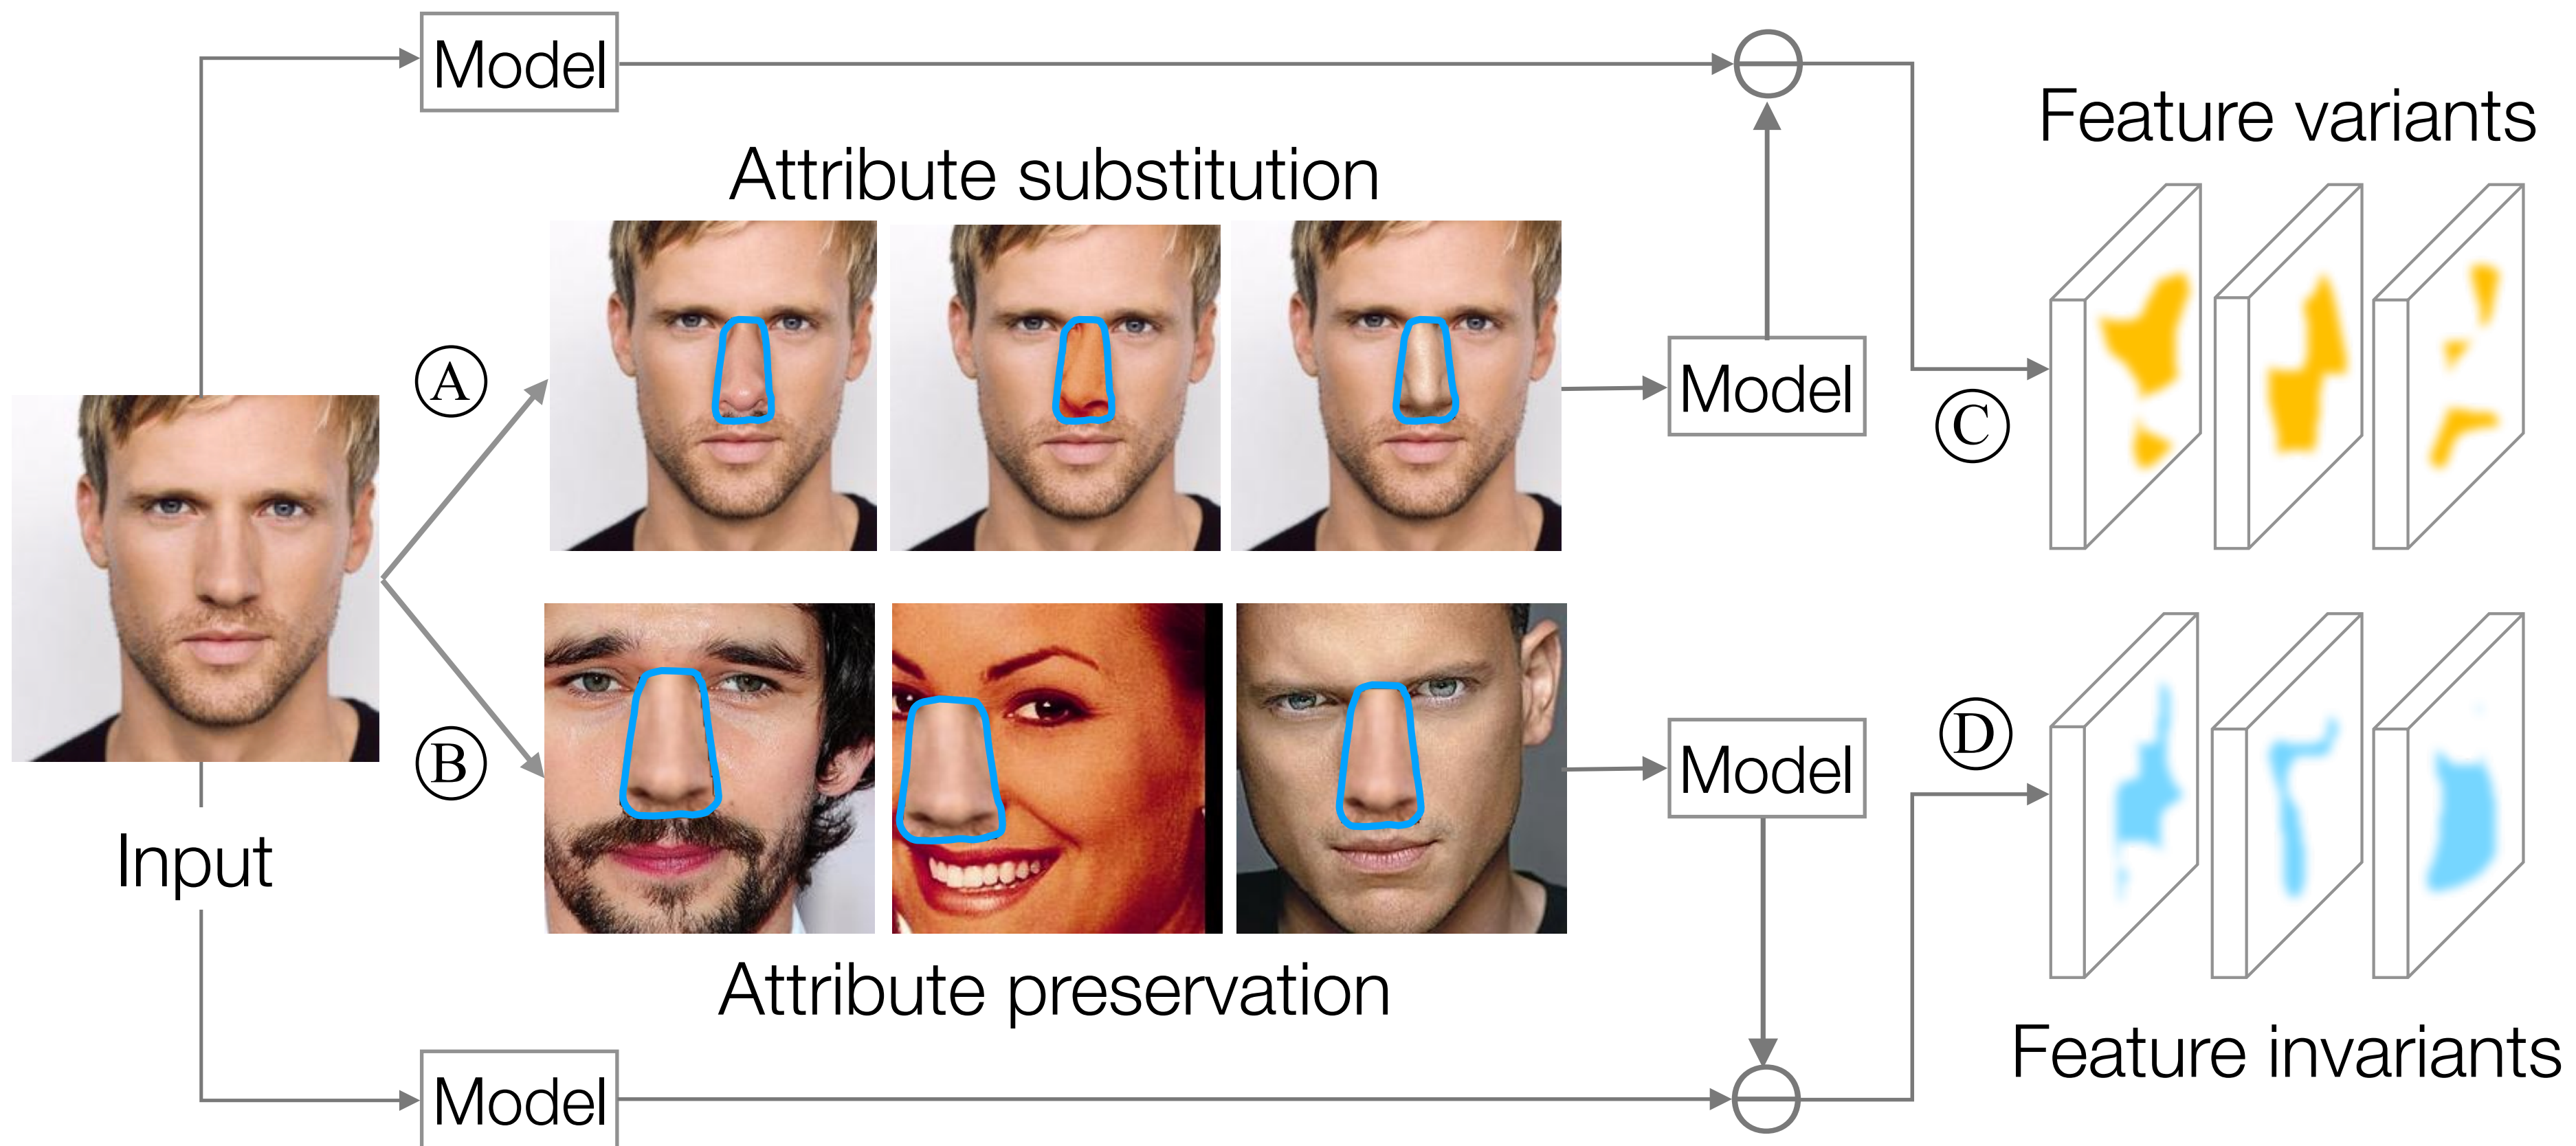 Model
Feature variants
Attribute substitution
A
Model
C
B
Model
D
Input
Attribute preservation
Feature invariants
Model